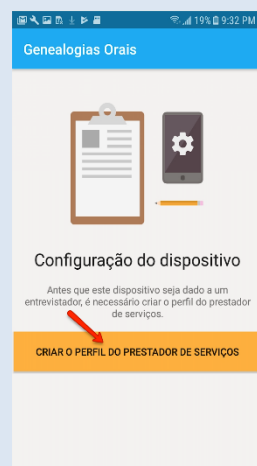 19% 9:32 PM
Genealogias Orais
Configuração do dispositivo
Antes que este dispositivo seja dado a um
entrevistador, é necessário criar o perfil do prestador
de serviços.
CRIAR O PERFIL DO PRESTADOR DE SERVIÇOS